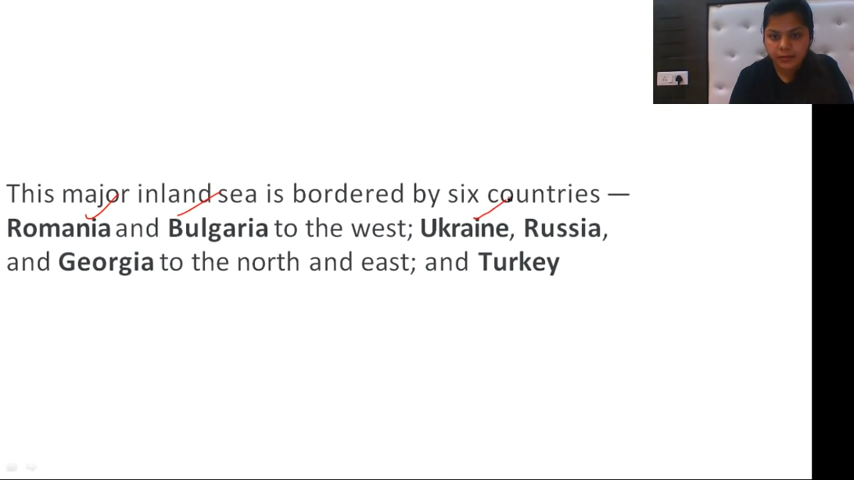 This major inland sea is bordered by six countries —
Romania and Bulgaria to the west; Ukraine, Russia,
and Georgia to the north and east; and Turkey